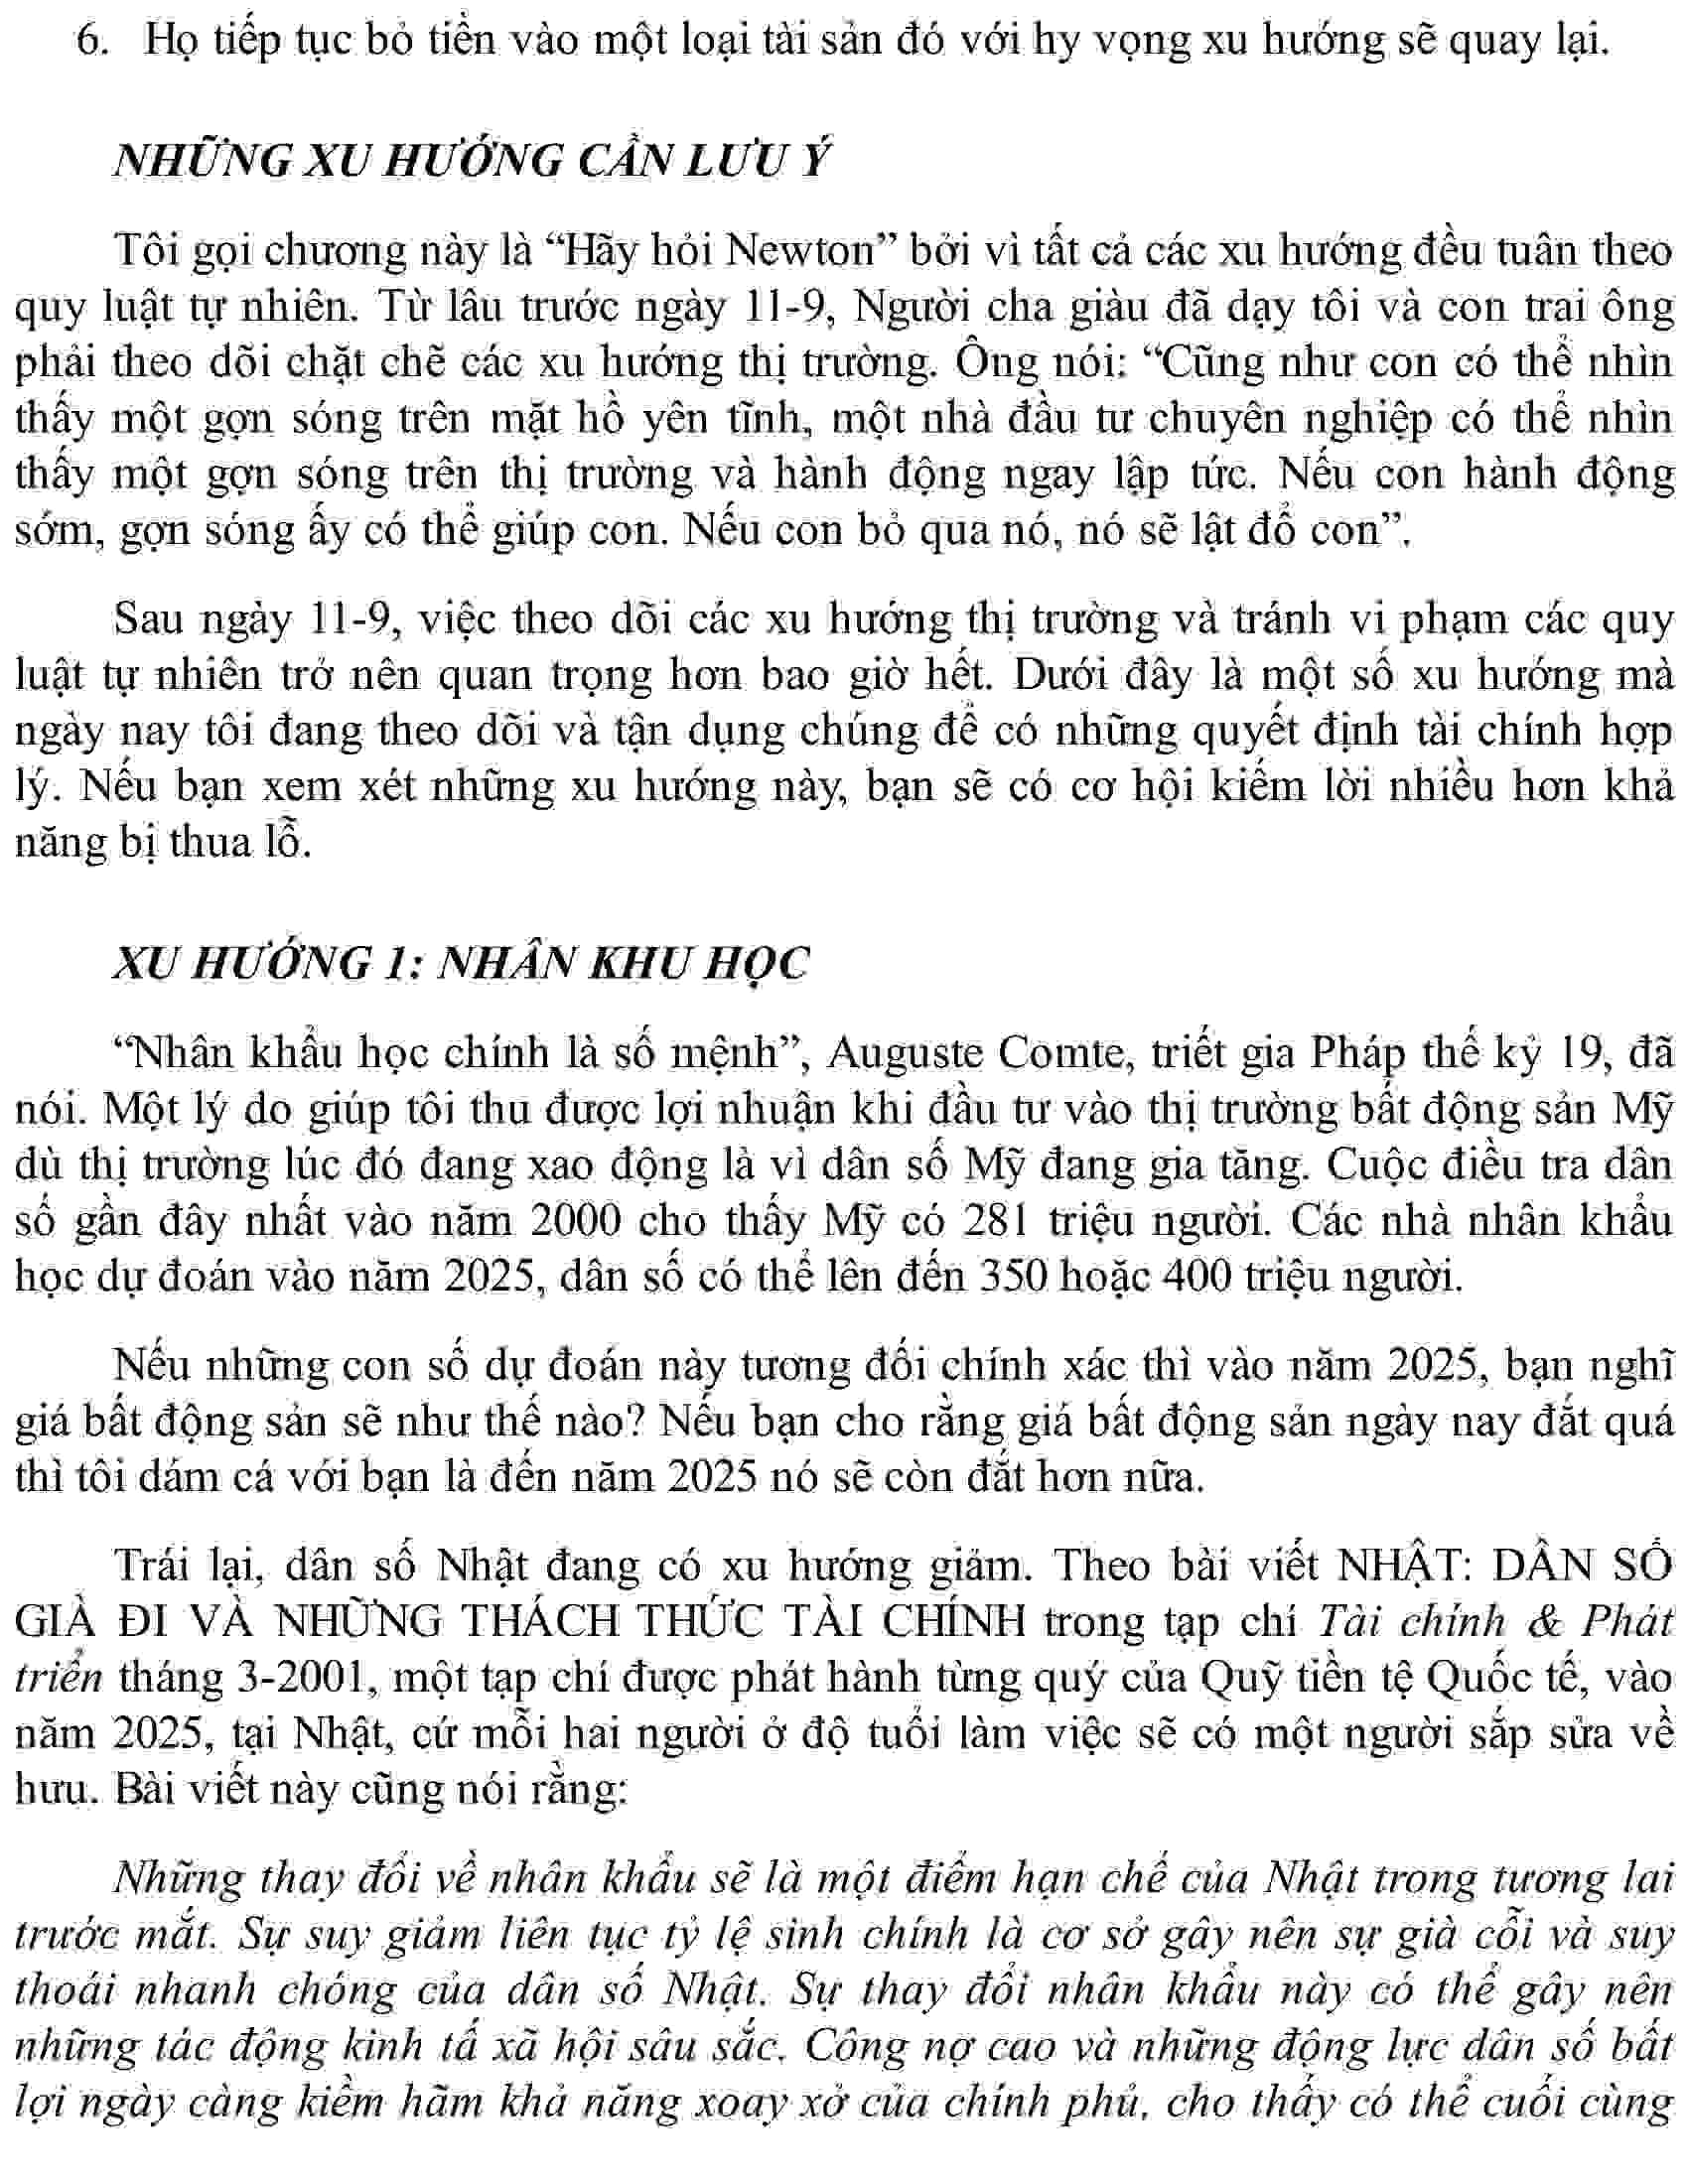 6. Họ tiếp tục bỏ tiền vào một loại tài sản đó với hy vọng xu hướng sẽ quay lại.
NHỮNG XU HƯỚNG CẦN LƯU Ý
Tôi gọi chương này là “Hãy hỏi Newton” bởi vì tất cả các xu hướng đều tuân theo
quy luật tự nhiên. Từ lâu trước ngày 11-9, Người cha giàu đã dạy tôi và con trai ông
phải theo dõi chặt chẽ các xu hướng thị trường. Ông nói: “Cũng như con có thể nhìn
thấy một gợn sóng trên mặt hồ yên tĩnh, một nhà đầu tư chuyên nghiệp có thể nhìn
thấy một gợn sóng trên thị trường và hành động ngay lập tức. Nếu con hành động
sớm, gợn sóng ấy có thể giúp con. Nếu con bỏ qua nó, nó sẽ lật đổ con”.
Sau ngày 11-9, việc theo dõi các xu hướng thị trường và tránh vi phạm các quy
luật tự nhiên trở nên quan trọng hơn bao giờ hết. Dưới đây là một số xu hướng mà
ngày nay tôi đang theo dõi và tận dụng chúng để có những quyết định tài chính hợp
lý. Nếu bạn xem xét những xu hướng này, bạn sẽ có cơ hội kiếm lời nhiều hơn khả
năng bị thua lỗ.
XU HƯỚNG 1: NHÂN KHU HỌC
“Nhân khẩu học chính là số mệnh”, Auguste Comte, triết gia Pháp thế kỷ 19, đã
nói. Một lý do giúp tôi thu được lợi nhuận khi đầu tư vào thị trường bất động sản Mỹ
dù thị trường lúc đó đang xao động là vì dân số Mỹ đang gia tăng. Cuộc điều tra dân
số gần đây nhất vào năm 2000 cho thấy Mỹ có 281 triệu người. Các nhà nhân khẩu
học dự đoán vào năm 2025, dân số có thể lên đến 350 hoặc 400 triệu người.
Nếu những con số dự đoán này tương đối chính xác thì vào năm 2025, bạn nghĩ
giá bất động sản sẽ như thế nào? Nếu bạn cho rằng giá bất động sản ngày nay đắt quá
thì tôi dám cá với bạn là đến năm 2025 nó sẽ còn đắt hơn nữa.
Trái lại, dân số Nhật đang có xu hướng giảm. Theo bài viết NHẬT: DÂN SỐ
GIÀ ĐI VÀ NHỮNG THÁCH THỨC TÀI CHÍNH trong tạp chí Tài chính & Phát
triển tháng 3-2001, một tạp chí được phát hành từng quý của Quỹ tiền tệ Quốc tế, vào
năm 2025, tại Nhật, cứ mỗi hai người ở độ tuổi làm việc sẽ có một người sắp sửa về
hưu. Bài viết này cũng nói rằng:
Những thay đổi về nhân khẩu sẽ là một điểm hạn chế của Nhật trong tương lai
trước mắt. Sự suy giảm liên tục tỷ lệ sinh chính là cơ sở gây nên sự già cỗi và suy
thoái nhanh chóng của dân số Nhật. Sự thay đổi nhân khẩu này có thể gây nên
những tác động kinh tấ xã hội sâu sắc. Công nợ cao và những động lực dân số bất
lợi ngày càng kiềm hãm khả năng xoay xở của chính phủ, cho thấy có thể cuối cùng